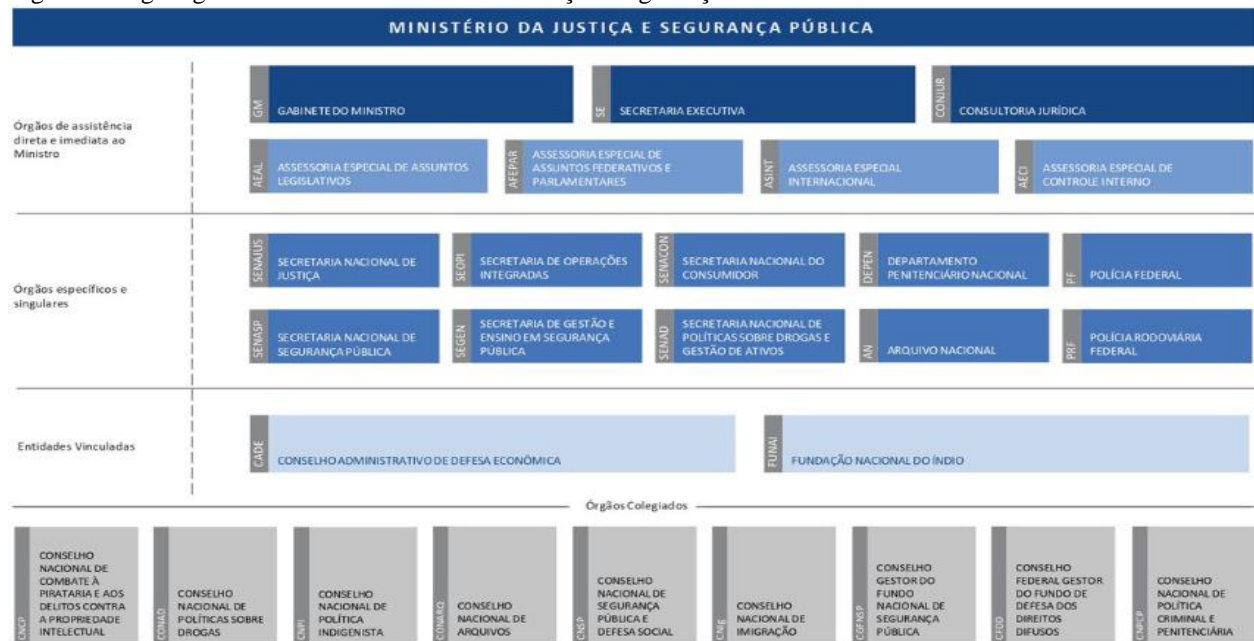 MINISTÉRIO DA JUSTIÇA E SEGURANÇA PÚBLICA
Órgãos de assistência
direta e imediata ao
Ministro
GM
GABINETE DO MINISTRO
SE
SECRETARIA EXECUTIVA
CONJUR
CONSULTORIA JURÍDICA
AEAL
ASSESSORIA ESPECIAL DE ASSUNTOS
LEGISLATIVOS
AFEPAR
ASSESSORIA ESPECIAL DE
ASSUNTOS FEDERATIVOS E
PARLAMENTARES
ASINT
ASSESSORIA ESPECIAL
INTERNACIONAL
AECI
ASSESSORIA ESPECIAL DE
CONTROLE INTERNO
Órgãos específicos e
singulares
SENAJUS
SECRETARIA NACIONAL DE
JUSTIÇA
SEOPI
SECRETARIA DE OPERAÇÕES
INTEGRADAS
SENACON
SECRETARIA NACIONAL DO
CONSUMIDOR
DEPEN
DEPARTAMENTO
PENITENCIÁRIO NACIONAL
PF
POLÍCIA FEDERAL
SENASP
SECRETARIA NACIONAL DE
SEGURANÇA PÚBLICA
SEGEN
SECRETARIA DE GESTÃO E
ENSINO EM SEGURANÇA
PÚBLICA
SENAD
SECRETARIA NACIONAL DE
POLÍTICAS SOBRE DROGAS E
GESTÃO DE ATIVOS
AN
ARQUIVO NACIONAL
PRF
POLÍCIA RODOVIÁRIA
FEDERAL
Entidades Vinculadas
CADE
CONSELHO ADMINISTRATIVO DE DEFESA ECONÔMICA
FUNAI
FUNDAÇÃO NACIONAL DO ÍNDIO
Órgãos Colegiados
CNCP
CONSELHO
NACIONAL DE
COMBATE À
PIRATARIA E AOS
DELITOS CONTRA
A PROPRIEDADE
INTELECTUAL
CONAD
CONSELHO
NACIONAL DE
POLÍTICAS SOBRE
DROGAS
CNPI
CONSELHO
NACIONAL DE
POLÍTICA
INDIGENISTA
CONARQ
CONSELHO
NACIONAL DE
ARQUIVOS
CNSP
CONSELHO
NACIONAL DE
SEGURANÇA
PÚBLICA E
DEFESA SOCIAL
CNIg
CONSELHO
NACIONAL DE
IMIGRAÇÃO
CGFNSP
CONSELHO
GESTOR DO
FUNDO
NACIONAL DE
SEGURANÇA
PÚBLICA
CFDD
CONSELHO
FEDERAL GESTOR
DO FUNDO DE
DEFESA DOS
DIREITOS
DIFUSOS
CNPCP
CONSELHO
NACIONAL DE
POLÍTICA
CRIMINAL E
PENITENCIÁRIA